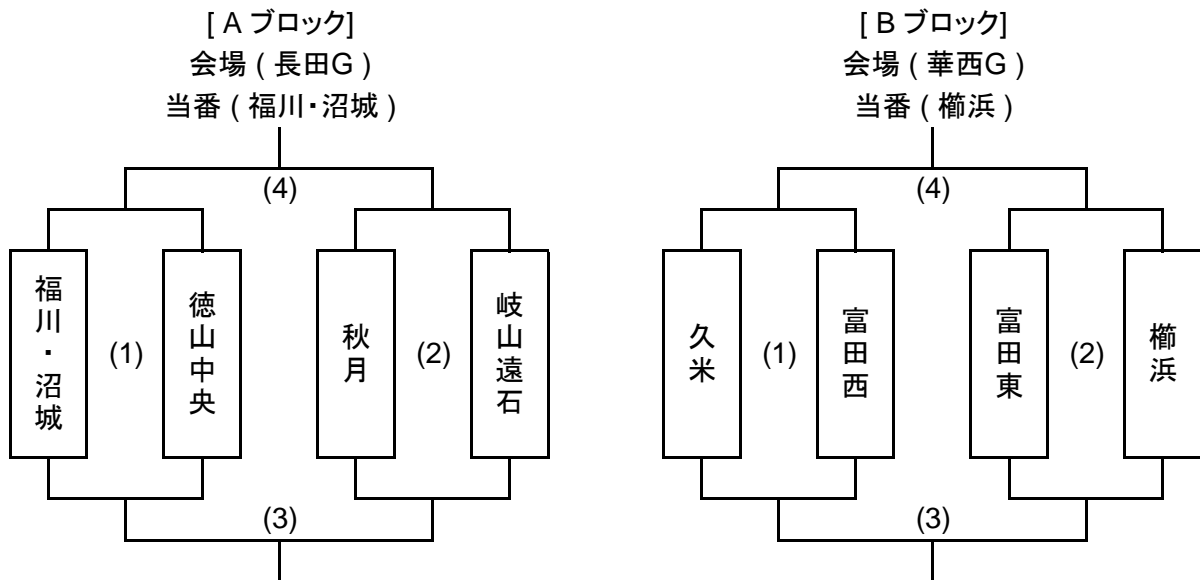 [ A ブロック]
会場 ( 長田G )
当番 ( 福川・沼城 )
(4)
福川・沼城
(1)
徳山中央
秋月
(2)
岐山遠石
(3)
[ B ブロック]
会場 ( 華西G )
当番 ( 櫛浜 )
(4)
久米
(1)
富田西
富田東
(2)
櫛浜
(3)